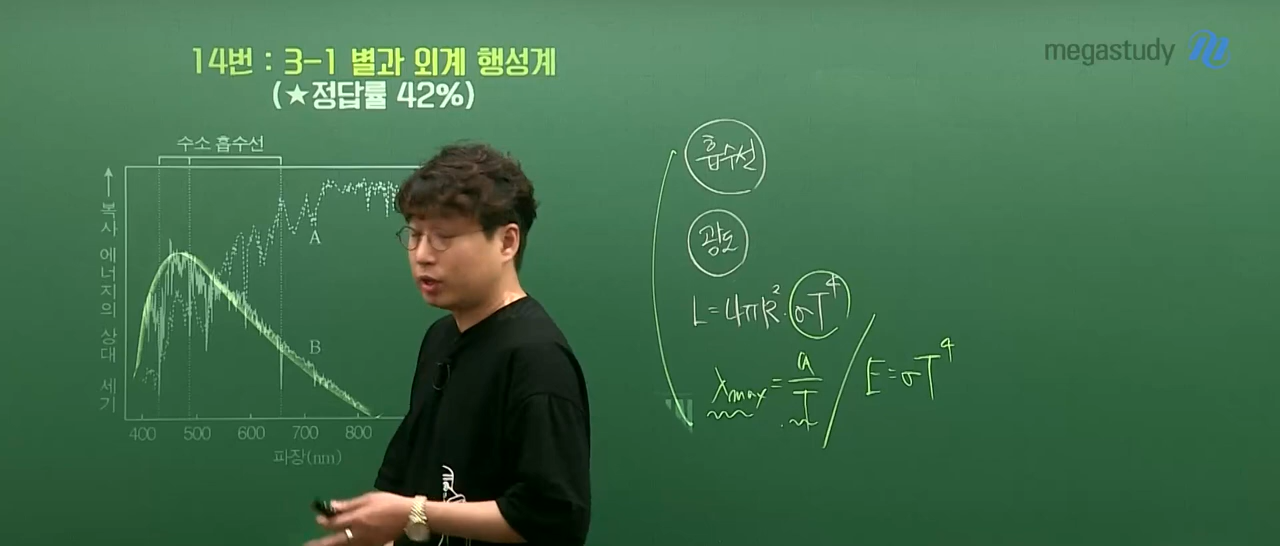 14번 : 3-1 별과 외계 행성계
(★정답률 42%)
megastudy
수소 흡수선
복사 에너지의 상대 세기
A
B
400 500 600 700 800
파장(nm)
흡수선
광도
L=4πR²·σT⁴
λmax=a/T
E=σT⁴